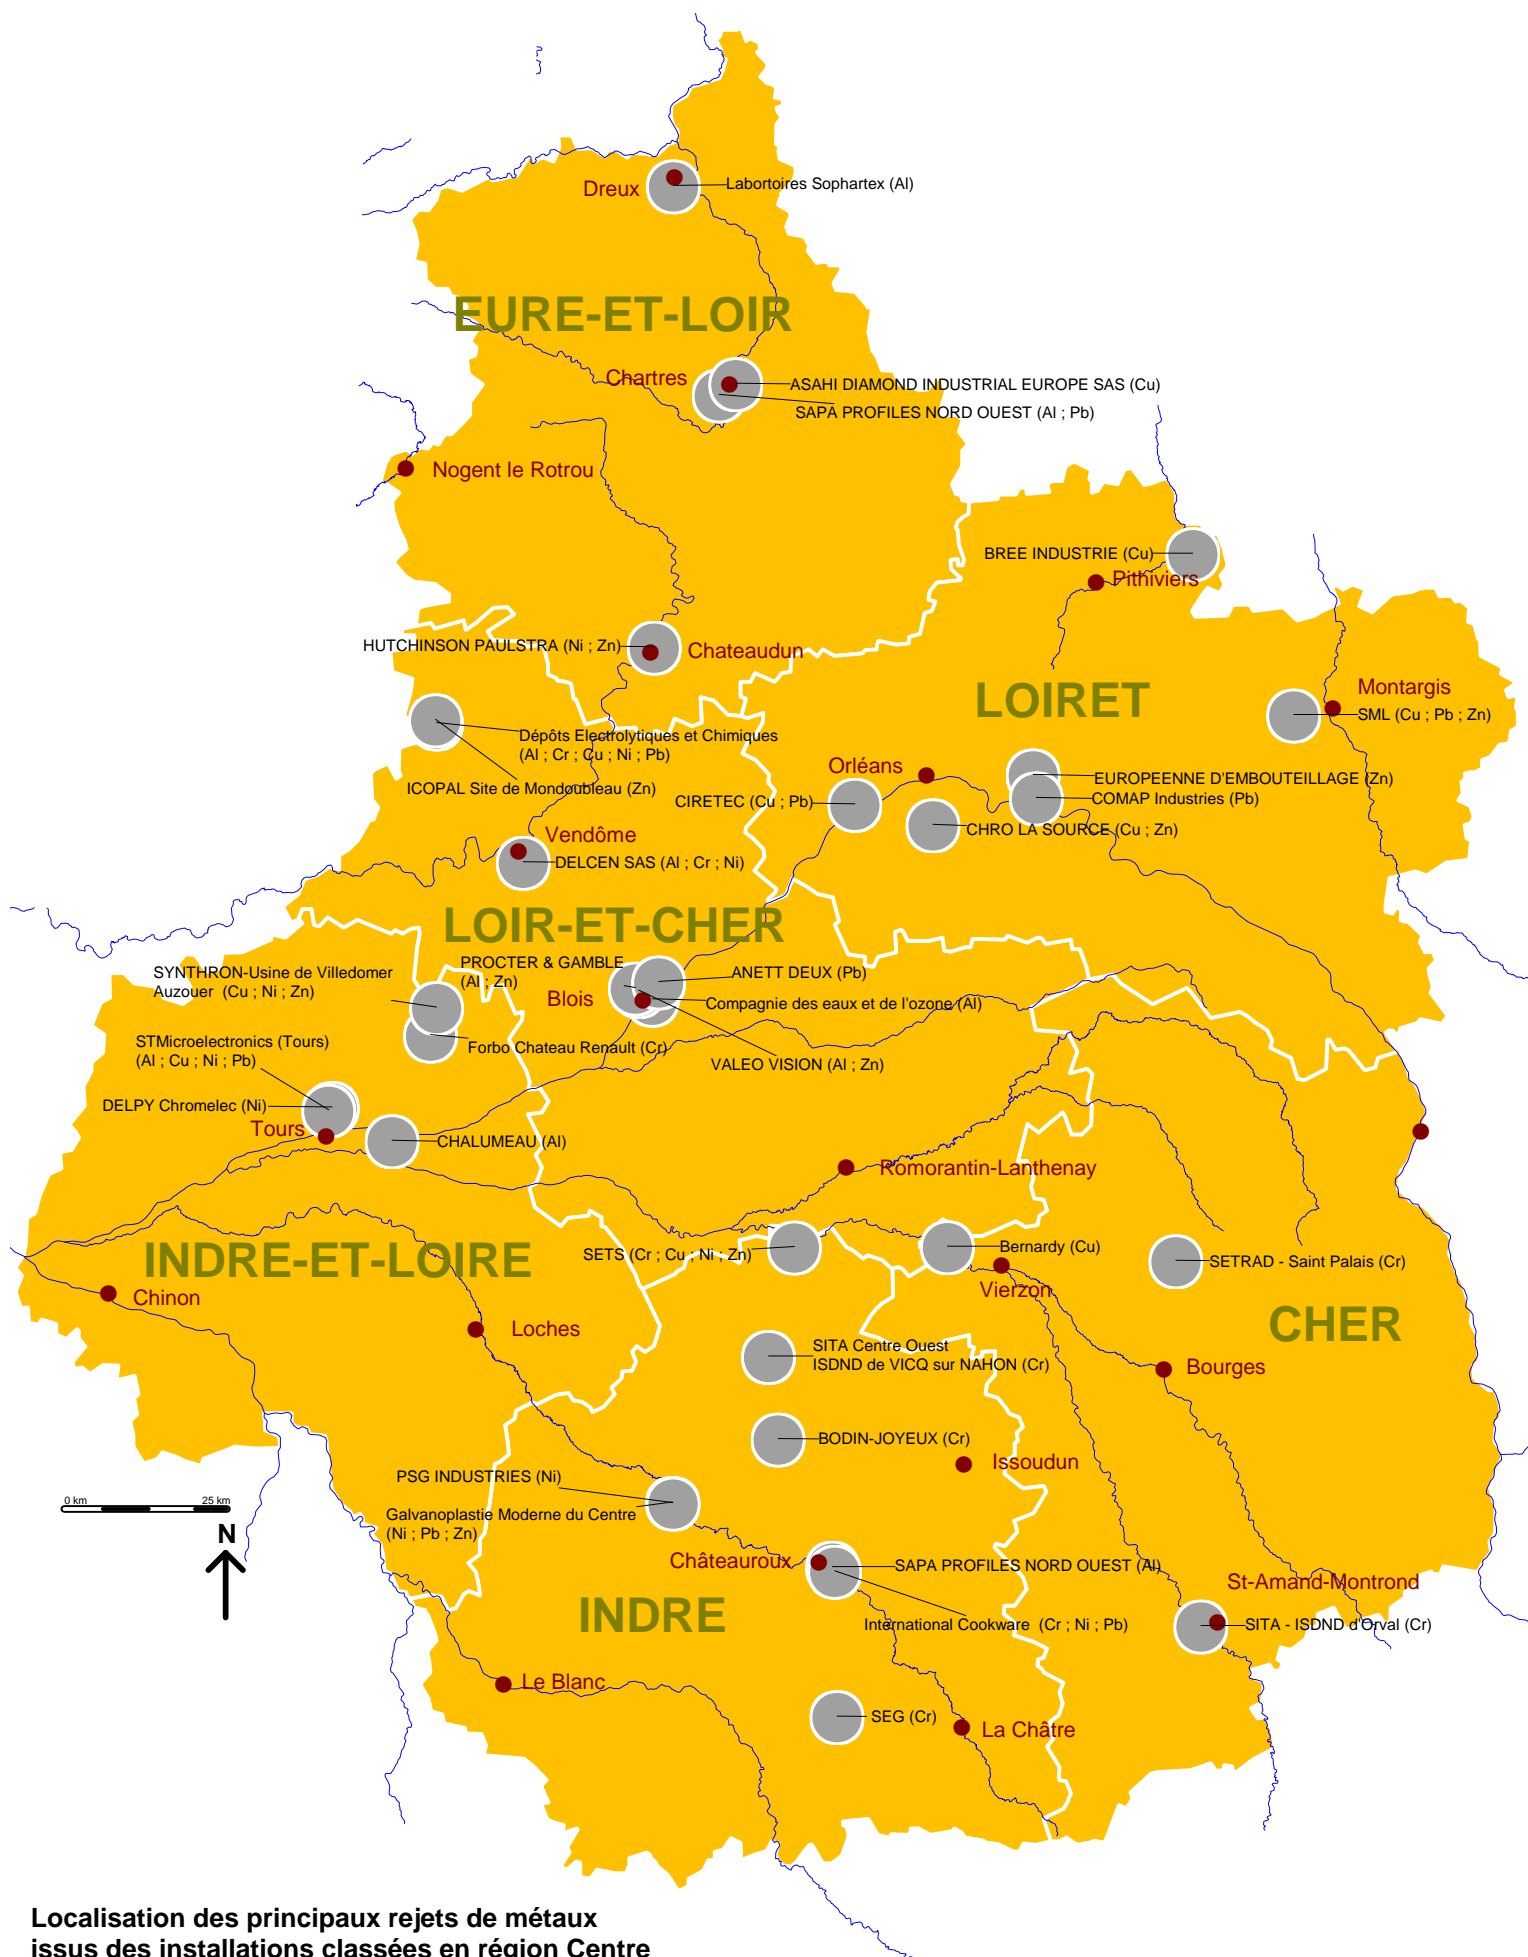 Dreux
Labortoires Sophartex (Al)
EURE-ET-LOIR
Chartres
ASAHI DIAMOND INDUSTRIAL EUROPE SAS (Cu)
SAPA PROFILES NORD OUEST (Al ; Pb)
Nogent le Rotrou
BREE INDUSTRIE (Cu)
Pithiviers
HUTCHINSON PAULSTRA (Ni ; Zn)
Chateaudun
LOIRET
Montargis
SML (Cu ; Pb ; Zn)
Dépôts Electrolytiques et Chimiques
(Al ; Cr ; Cu ; Ni ; Pb)
ICOPAL Site de Mondoubleau (Zn)
Orléans
EUROPEENNE D'EMBOUTEILLAGE (Zn)
COMAP Industries (Pb)
CIRETEC (Cu ; Pb)
CHRO LA SOURCE (Cu ; Zn)
Vendôme
DELCEN SAS (Al ; Cr ; Ni)
LOIR-ET-CHER
PROCTER & GAMBLE
(Al ; Zn)
SYNTHRON-Usine de Villedomer
Auzouer  (Cu ; Ni ; Zn)
ANETT DEUX (Pb)
Blois
Compagnie des eaux et de l'ozone (Al)
STMicroelectronics (Tours)
(Al ; Cu ; Ni ; Pb)
Forbo Chateau Renault (Cr)
VALEO VISION (Al ; Zn)
DELPY Chromelec (Ni)
Tours
CHALUMEAU (Al)
Romorantin-Lanthenay
INDRE-ET-LOIRE
SETS (Cr ; Cu ; Ni ; Zn)
Bernardy (Cu)
SETRAD - Saint Palais (Cr)
Vierzon
Chinon
Loches
CHER
SITA Centre Ouest
ISDND de VICQ sur NAHON (Cr)
Bourges
BODIN-JOYEUX (Cr)
Issoudun
PSG INDUSTRIES (Ni)
0 km
25 km
Galvanoplastie Moderne du Centre
(Ni ; Pb ; Zn)
N
Châteauroux
SAPA PROFILES NORD OUEST (Al)
St-Amand-Montrond
INDRE
International Cookware  (Cr ; Ni ; Pb)
SITA - ISDND d'Orval (Cr)
Le Blanc
SEG (Cr)
La Châtre
Localisation des principaux rejets de métaux
issus des installations classées en région Centre